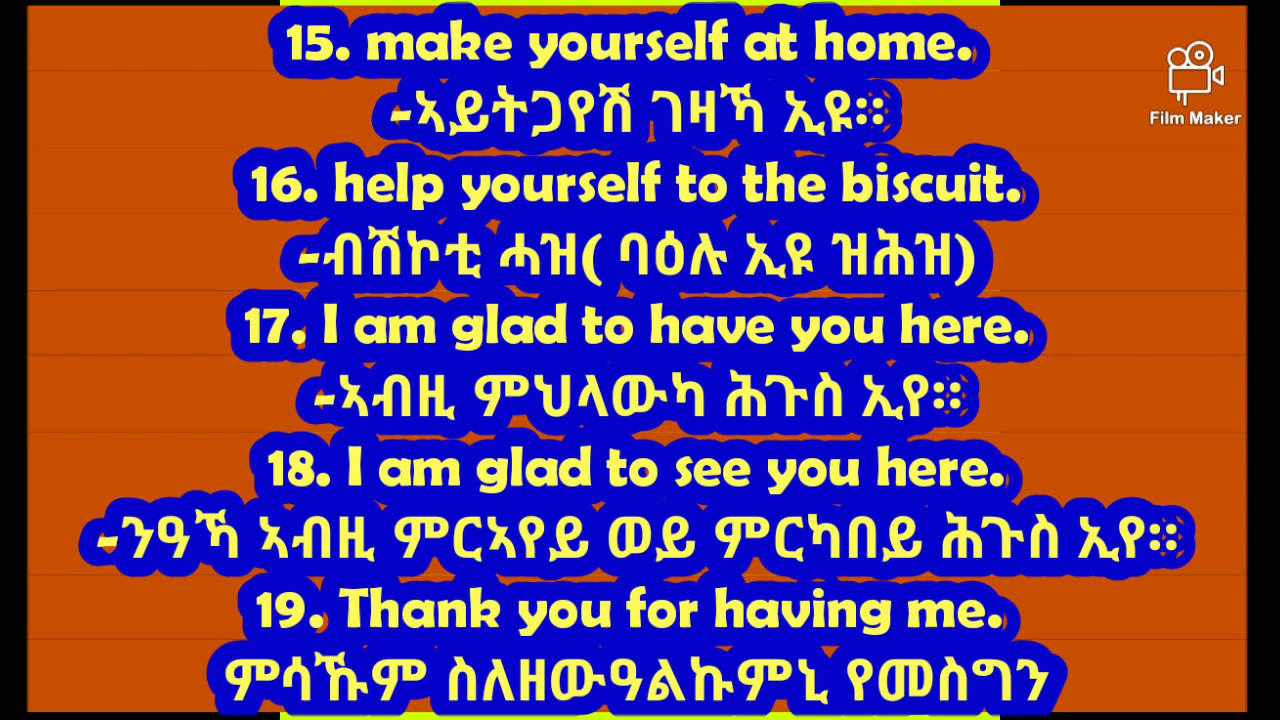 15. make yourself at home.
-ኣይትጋየሽ ገዛኻ ኢዩ።
Film Maker
16. help yourself to the biscuit.
-ብሽኮቲ ሓዝ( ባዕሉ ኢዩ ዝሕዝ)
17. I am glad to have you here.
-ኣብዚ ምህላውካ ሕጉስ ኢየ።
18. I am glad to see you here.
-ንዓኻ ኣብዚ ምርኣየይ ወይ ምርካበይ ሕጉስ ኢየ።
19. Thank you for having me.
ምሳኹም ስለዘውዓልኩምኒ የመስግን